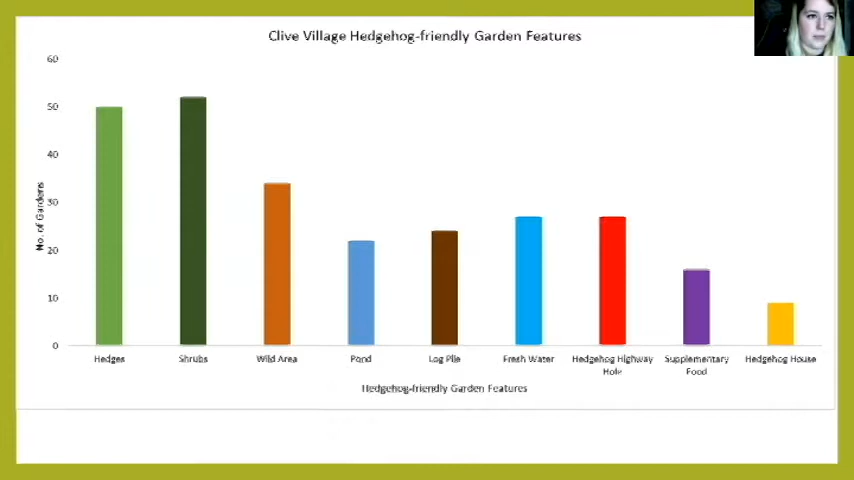 Clive Village Hedgehog-friendly Garden Features
60
50
40
30
20
10
0
No. of Gardens
Hedges
Shrubs
Wild Area
Pond
Log Pile
Fresh Water
Hedgehog Highway
Hole
Supplementary
Food
Hedgehog House
Hedgehog-friendly Garden Features